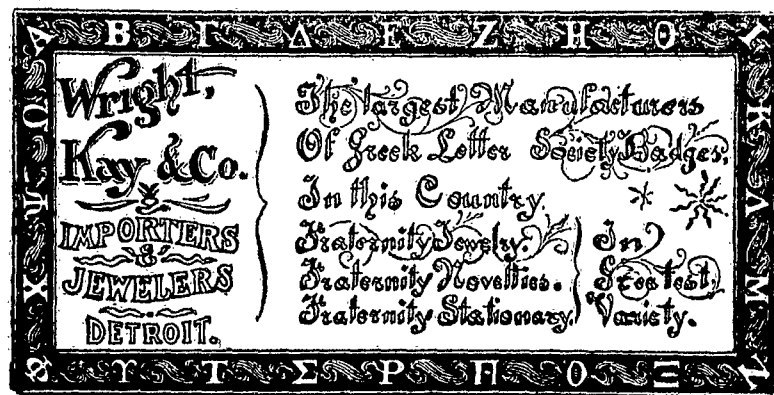 Α Β Γ Δ Ε Ζ Η Θ Ι
Κ Λ Μ Ν
Ξ Ο Π Ρ Σ Τ Υ Φ
Χ Ψ Ω
Wright,
Kay & Co.
IMPORTERS
&
JEWELERS
DETROIT.
The largest Manufacturers
Of Greek Letter Society Badges,
In this Country.
Fraternity Jewelry.
Fraternity Novelties.
Fraternity Stationary.
In
Greatest
Variety.